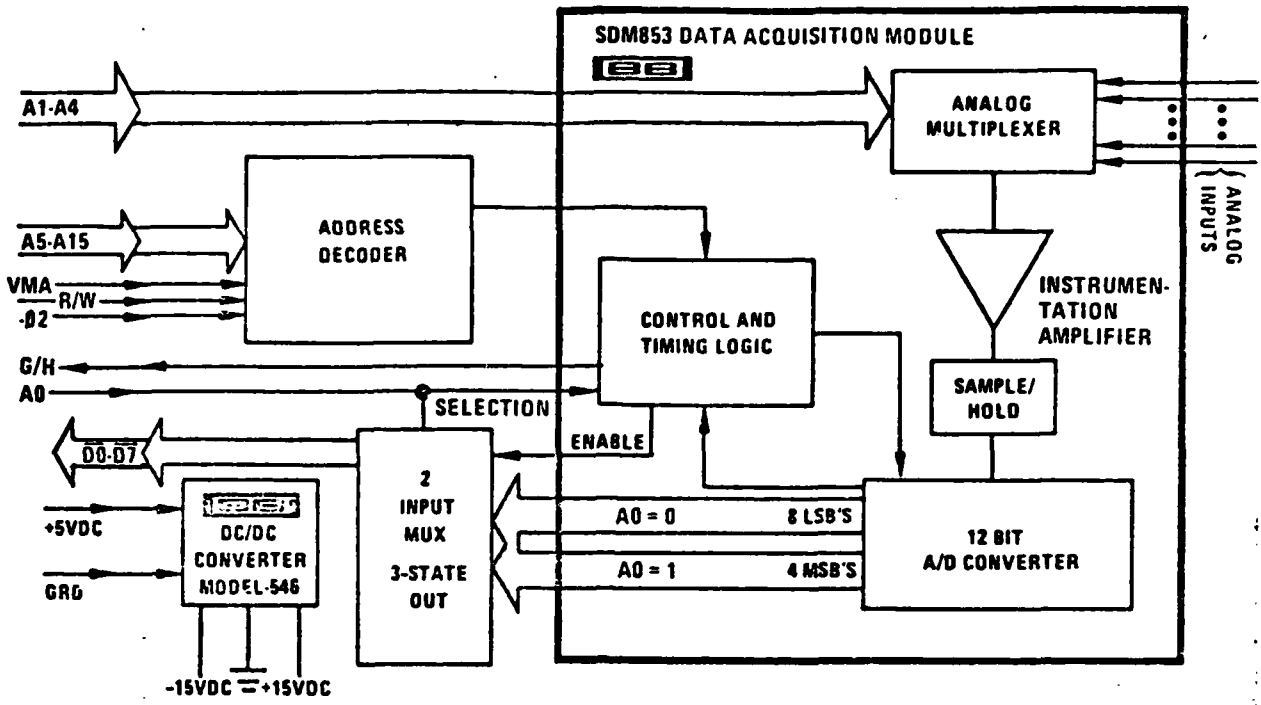 SDM853 DATA ACQUISITION MODULE
BB
A1-A4
ANALOG
MULTIPLEXER
ANALOG
INPUTS
ADDRESS
DECODER
A5-A15
VMA
R/W
-Ø2
INSTRUMEN-
TATION
AMPLIFIER
CONTROL AND
TIMING LOGIC
G/H
A0
SELECTION
SAMPLE/
HOLD
ENABLE
D0-D7
2
INPUT
MUX
3-STATE
OUT
+5VDC
GRD
DC/DC
CONVERTER
MODEL-546
A0 = 0 8 LSB'S
A0 = 1 4 MSB'S
12 BIT
A/D CONVERTER
-15VDC +15VDC